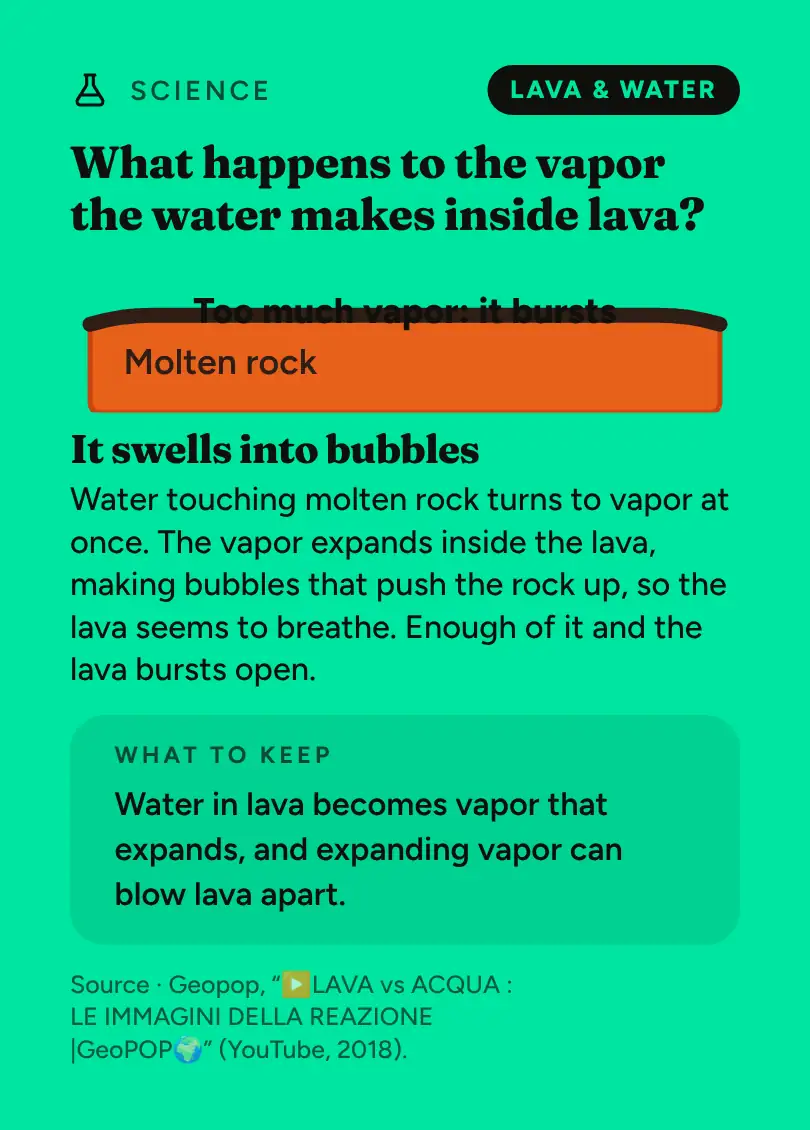 SCIENCE
LAVA & WATER
What happens to the vapor
the water makes inside lava?
Too much vapor: it bursts
Molten rock
It swells into bubbles
Water touching molten rock turns to vapor at
once. The vapor expands inside the lava,
making bubbles that push the rock up, so the
lava seems to breathe. Enough of it and the
lava bursts open.
WHAT TO KEEP
Water in lava becomes vapor that
expands, and expanding vapor can
blow lava apart.
Source · Geopop, “▶️LAVA vs ACQUA :
LE IMMAGINI DELLA REAZIONE
|GeoPOP🌍” (YouTube, 2018).